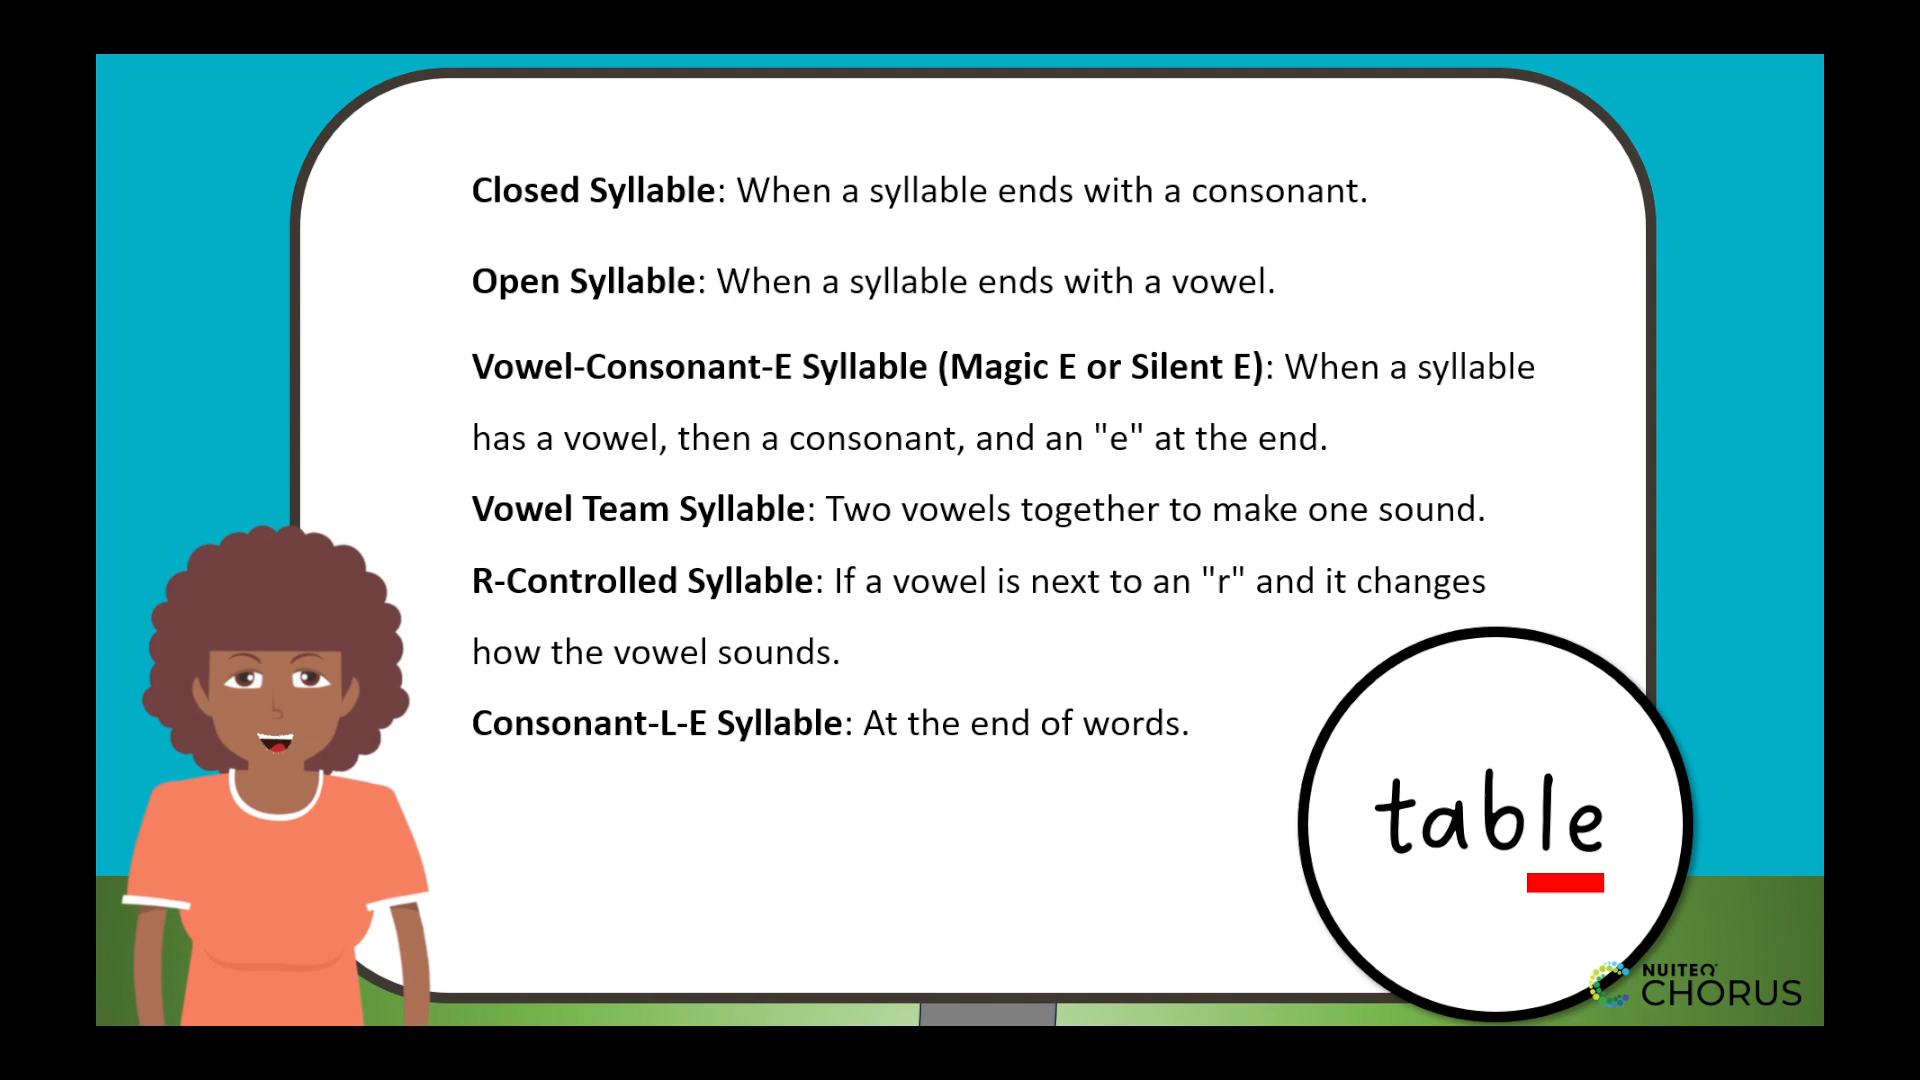 Closed Syllable: When a syllable ends with a consonant.
Open Syllable: When a syllable ends with a vowel.
Vowel-Consonant-E Syllable (Magic E or Silent E): When a syllable
has a vowel, then a consonant, and an "e" at the end.
Vowel Team Syllable: Two vowels together to make one sound.
R-Controlled Syllable: If a vowel is next to an "r" and it changes
how the vowel sounds.
Consonant-L-E Syllable: At the end of words.
table
NUITEQ
CHORUS